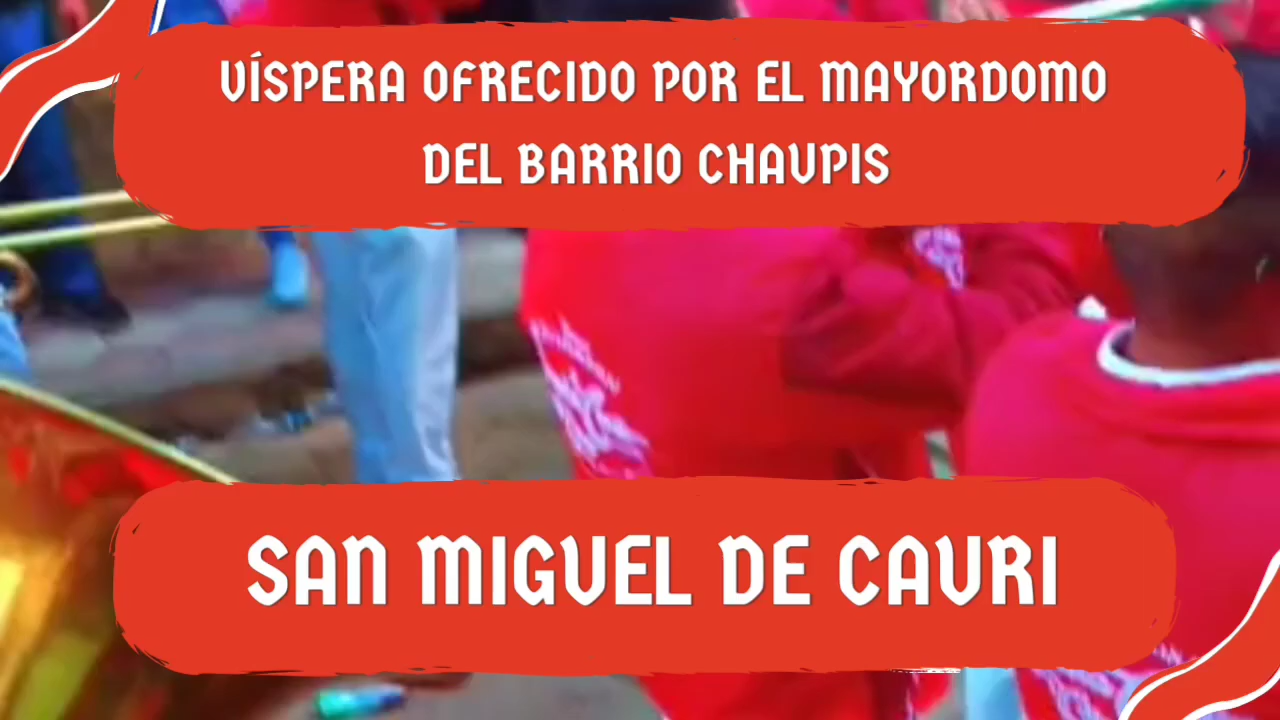 VÍSPERA OFRECIDO POR EL MAYORDOMO
DEL BARRIO CHAUPIS
SAN MIGUEL DE CAURI